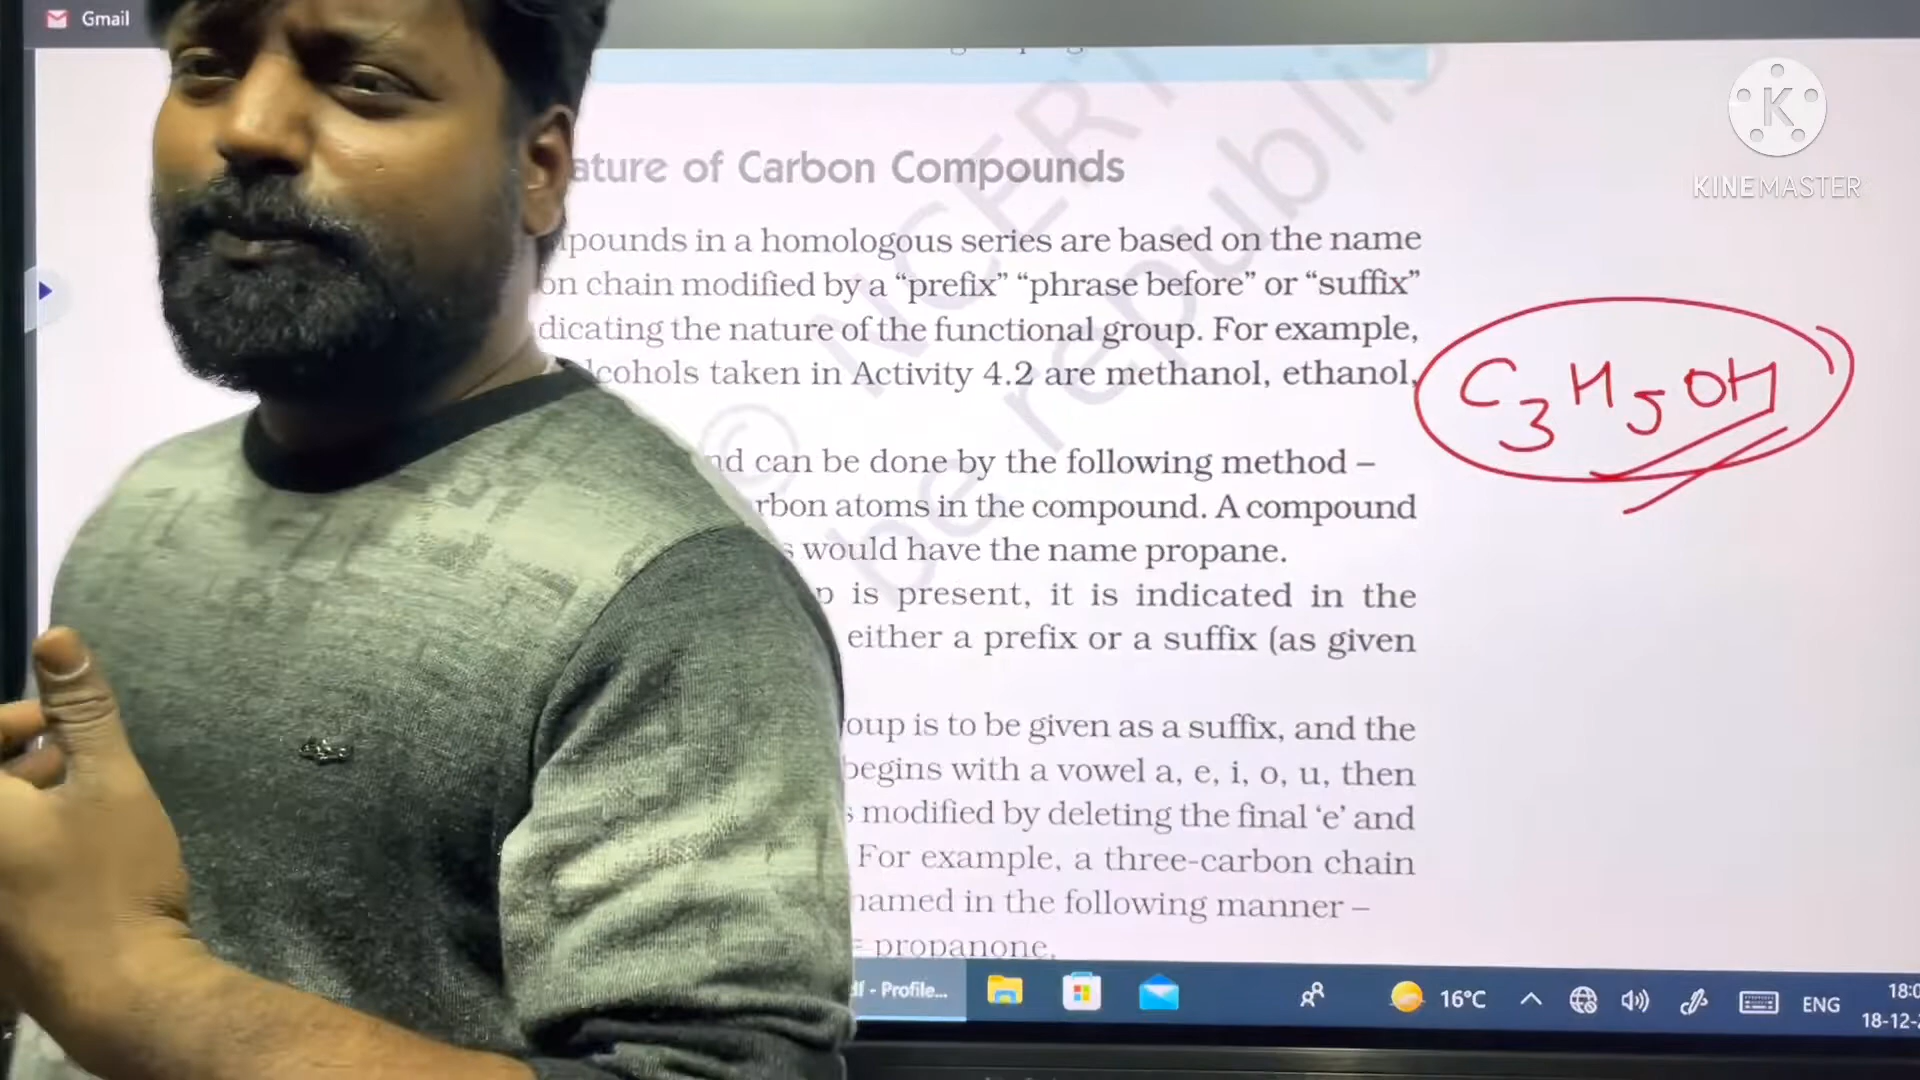 Gmail
ature of Carbon Compounds
KINEMASTER
pounds in a homologous series are based on the name
on chain modified by a “prefix” “phrase before” or “suffix”
dicating the nature of the functional group. For example,
lcohols taken in Activity 4.2 are methanol, ethanol,
C3H5OH
nd can be done by the following method –
rbon atoms in the compound. A compound
s would have the name propane.
p is present, it is indicated in the
either a prefix or a suffix (as given
oup is to be given as a suffix, and the
begins with a vowel a, e, i, o, u, then
s modified by deleting the final ‘e’ and
For example, a three-carbon chain
named in the following manner –
= propanone.
© NCERT
be republis
df - Profile...
16°C
ENG
18:0
18-12-